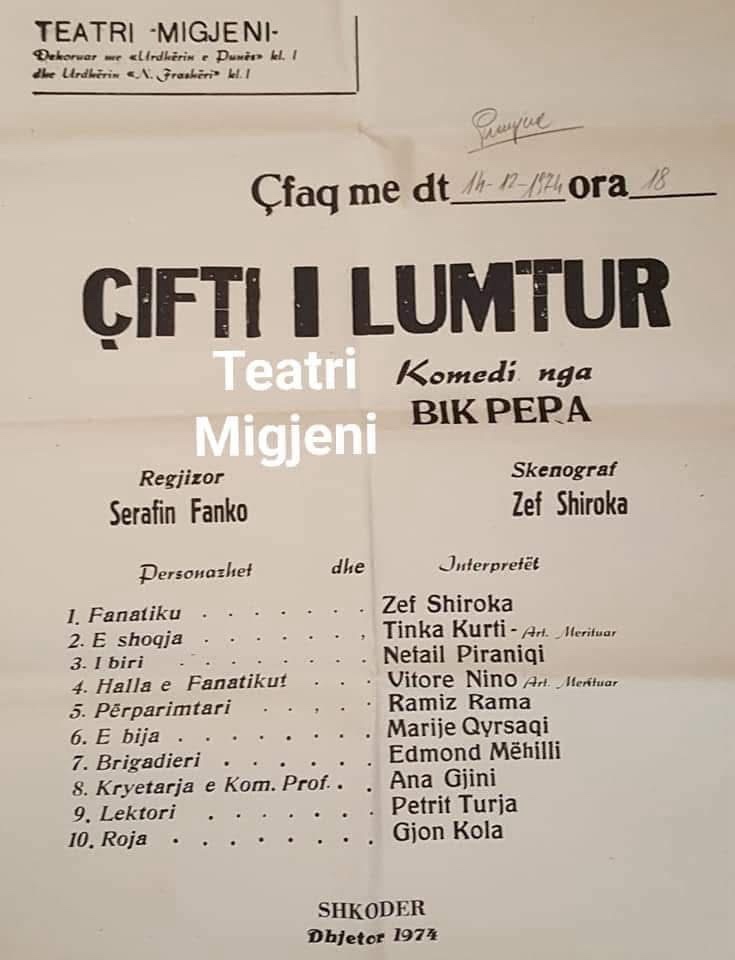 TEATRI -MIGJENI-
Dekoruar me «Urdhërin e Punës» kl. I
dhe Urdhërin «N. Frashëri» kl. I
Çfaq me dt 14-12-1974 ora 18
ÇIFTI I LUMTUR
Teatri
Migjeni
Komedi nga
BIK PEPA
Regjizor
Serafin Fanko
Skenograf
Zef Shiroka
Personazhet dhe Interpretët
1. Fanatiku . . . . . . . Zef Shiroka
2. E shoqja . . . . . . . Tinka Kurti - Art. Merituar
3. I biri . . . . . . . . Nefail Piraniqi
4. Halla e Fanatikut . . . Vitore Nino Art. Merituar
5. Përparimtari . . . . . Ramiz Rama
6. E bija . . . . . . . . Marije Qyrsaqi
7. Brigadieri . . . . . . Edmond Mëhilli
8. Kryetarja e Kom. Prof. . . Ana Gjini
9. Lektori . . . . . . . Petrit Turja
10. Roja . . . . . . . . Gjon Kola
SHKODER
Dhjetor 1974